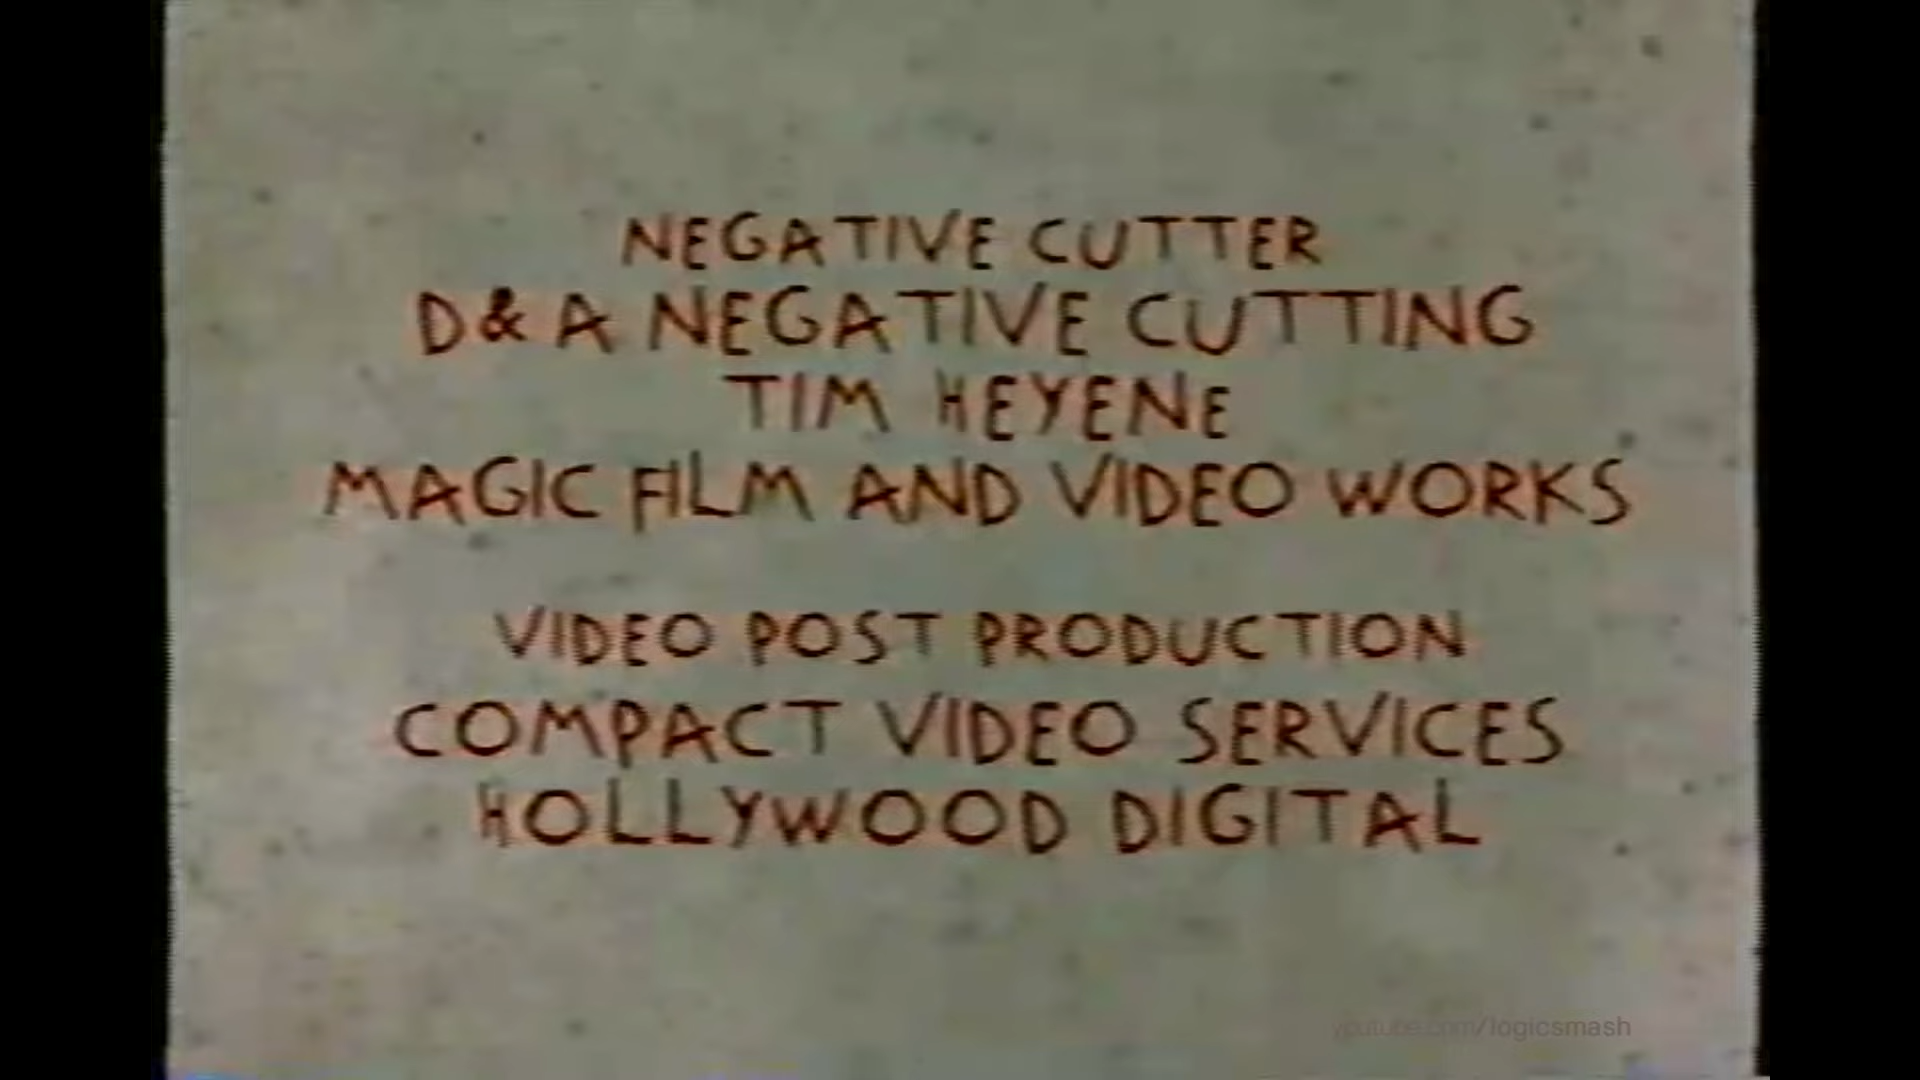 NEGATIVE CUTTER
D & A NEGATIVE CUTTING
TIM HEYENE
MAGIC FILM AND VIDEO WORKS
VIDEO POST PRODUCTION
COMPACT VIDEO SERVICES
HOLLYWOOD DIGITAL
youtube.com/logicsmash